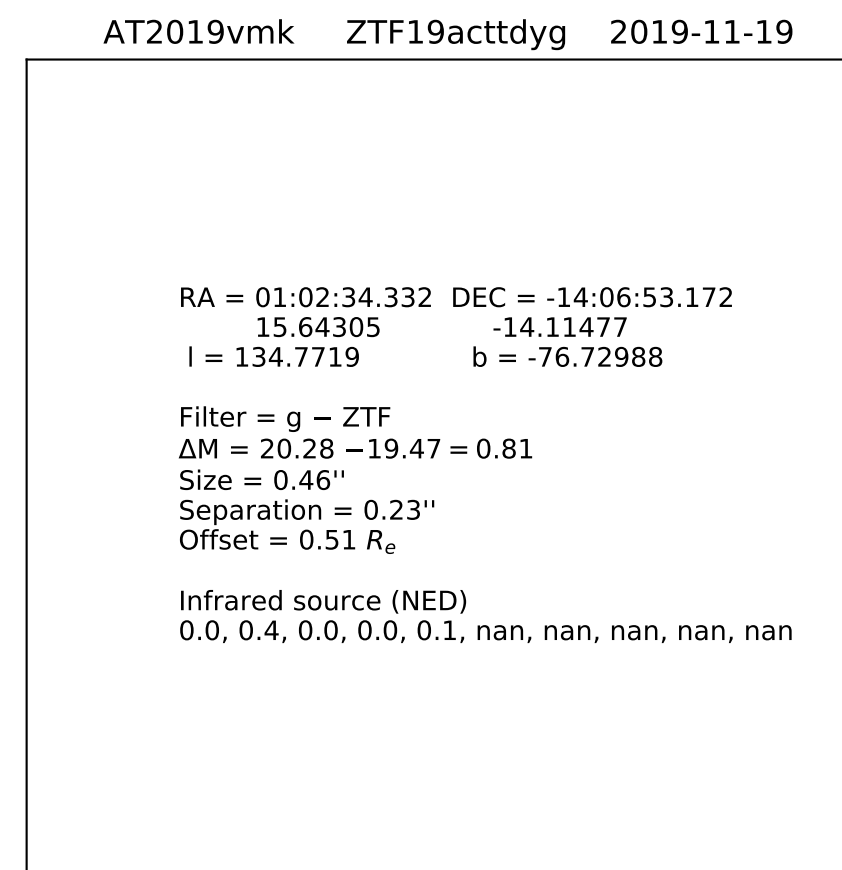 AT2019vmk ZTF19acttdyg 2019-11-19
RA = 01:02:34.332 DEC = -14:06:53.172
15.64305 -14.11477
l = 134.7719 b = -76.72988
Filter = g − ZTF
ΔM = 20.28 −19.47 = 0.81
Size = 0.46''
Separation = 0.23''
Offset = 0.51 Rₑ
Infrared source (NED)
0.0, 0.4, 0.0, 0.0, 0.1, nan, nan, nan, nan, nan